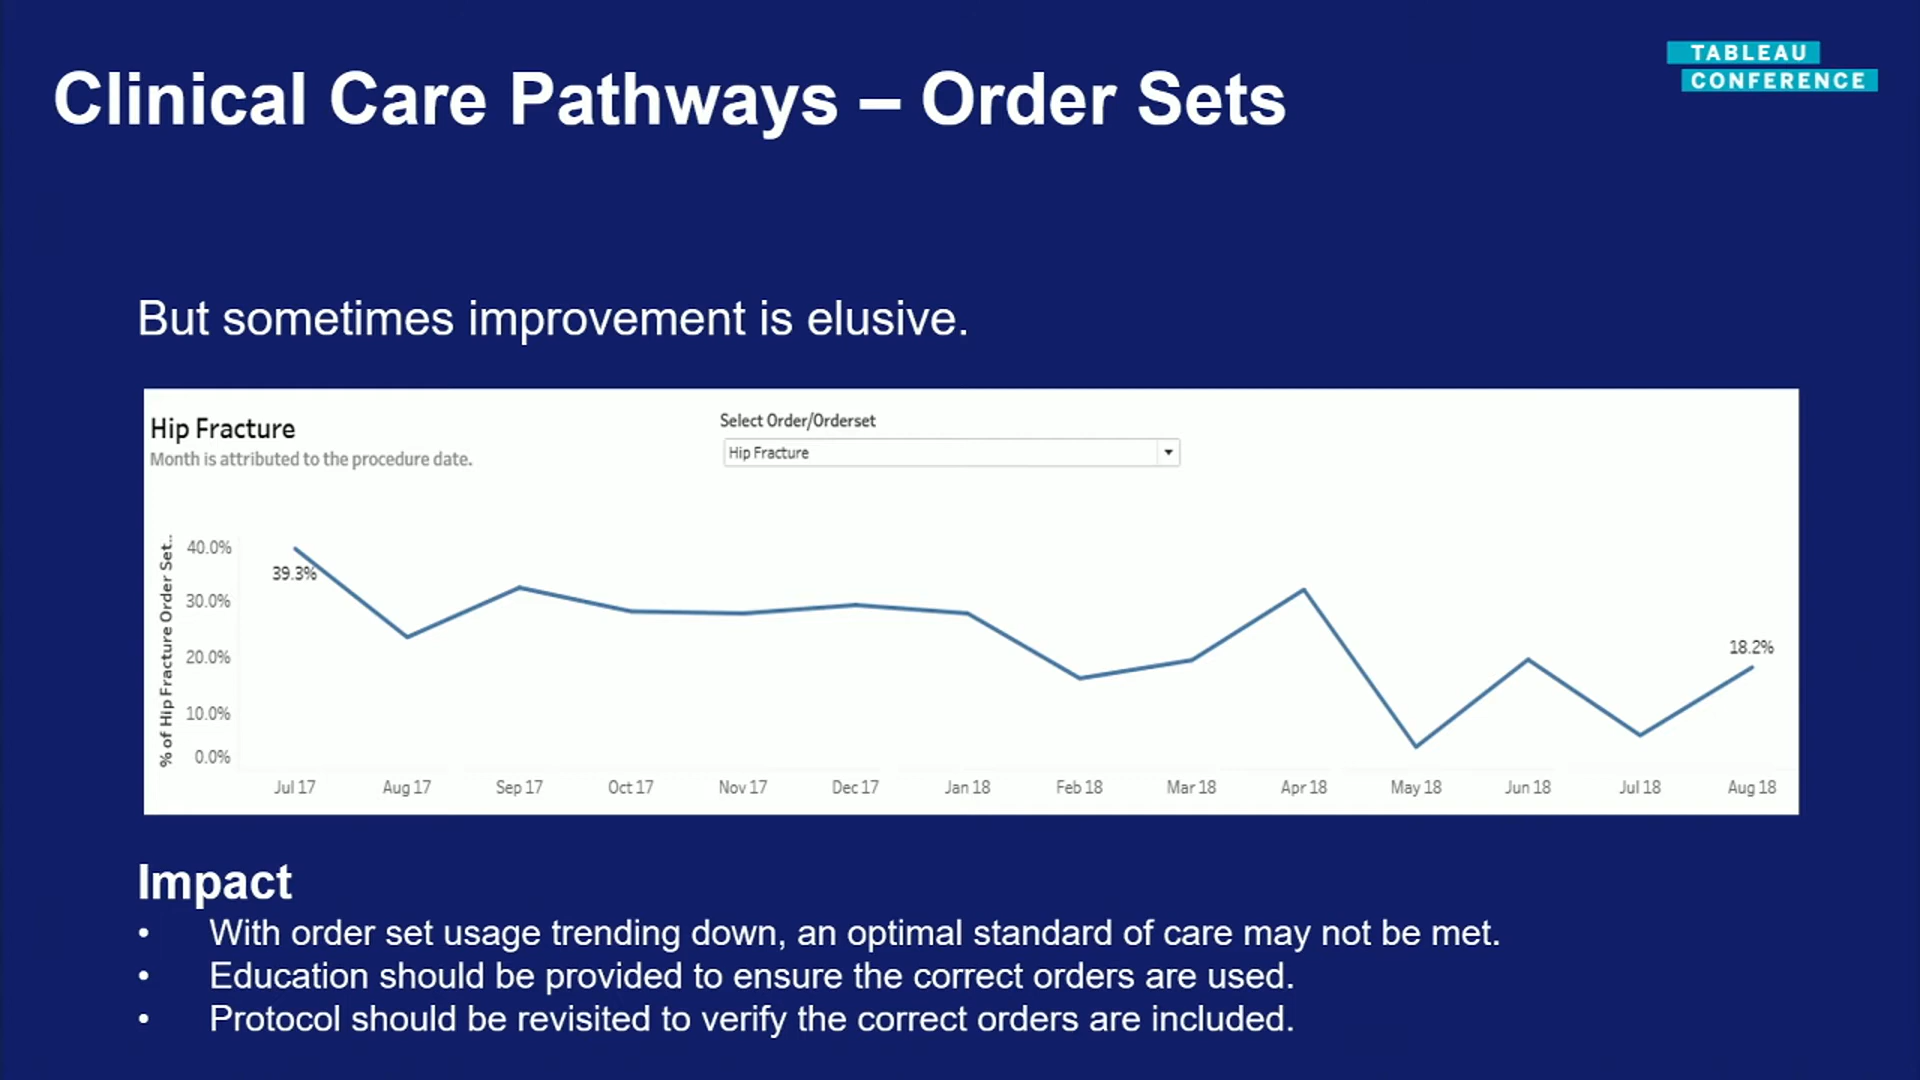 TABLEAU
CONFERENCE
Clinical Care Pathways – Order Sets
But sometimes improvement is elusive.
Hip Fracture
Month is attributed to the procedure date.
Select Order/Orderset
Hip Fracture
% of Hip Fracture Order Set..
40.0%
30.0%
20.0%
10.0%
0.0%
39.3%
18.2%
Jul 17 Aug 17 Sep 17 Oct 17 Nov 17 Dec 17 Jan 18 Feb 18 Mar 18 Apr 18 May 18 Jun 18 Jul 18 Aug 18
Impact
• With order set usage trending down, an optimal standard of care may not be met.
• Education should be provided to ensure the correct orders are used.
• Protocol should be revisited to verify the correct orders are included.